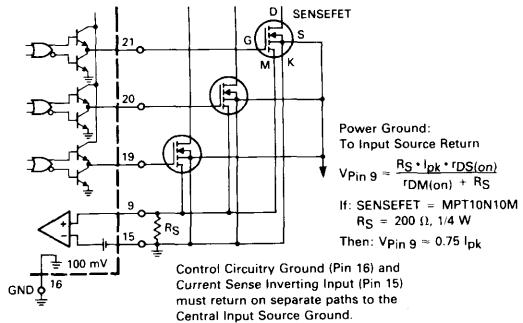 D
SENSEFET
21
G
S
M
K
20
19
Power Ground:
To Input Source Return
VPin 9 ≈ RS • Ipk • rDS(on)
rDM(on) + RS
If: SENSEFET = MPT10N10M
RS = 200 Ω, 1/4 W
Then: VPin 9 ≈ 0.75 Ipk
9
+
RS
−
15
100 mV
16
GND
Control Circuitry Ground (Pin 16) and
Current Sense Inverting Input (Pin 15)
must return on separate paths to the
Central Input Source Ground.